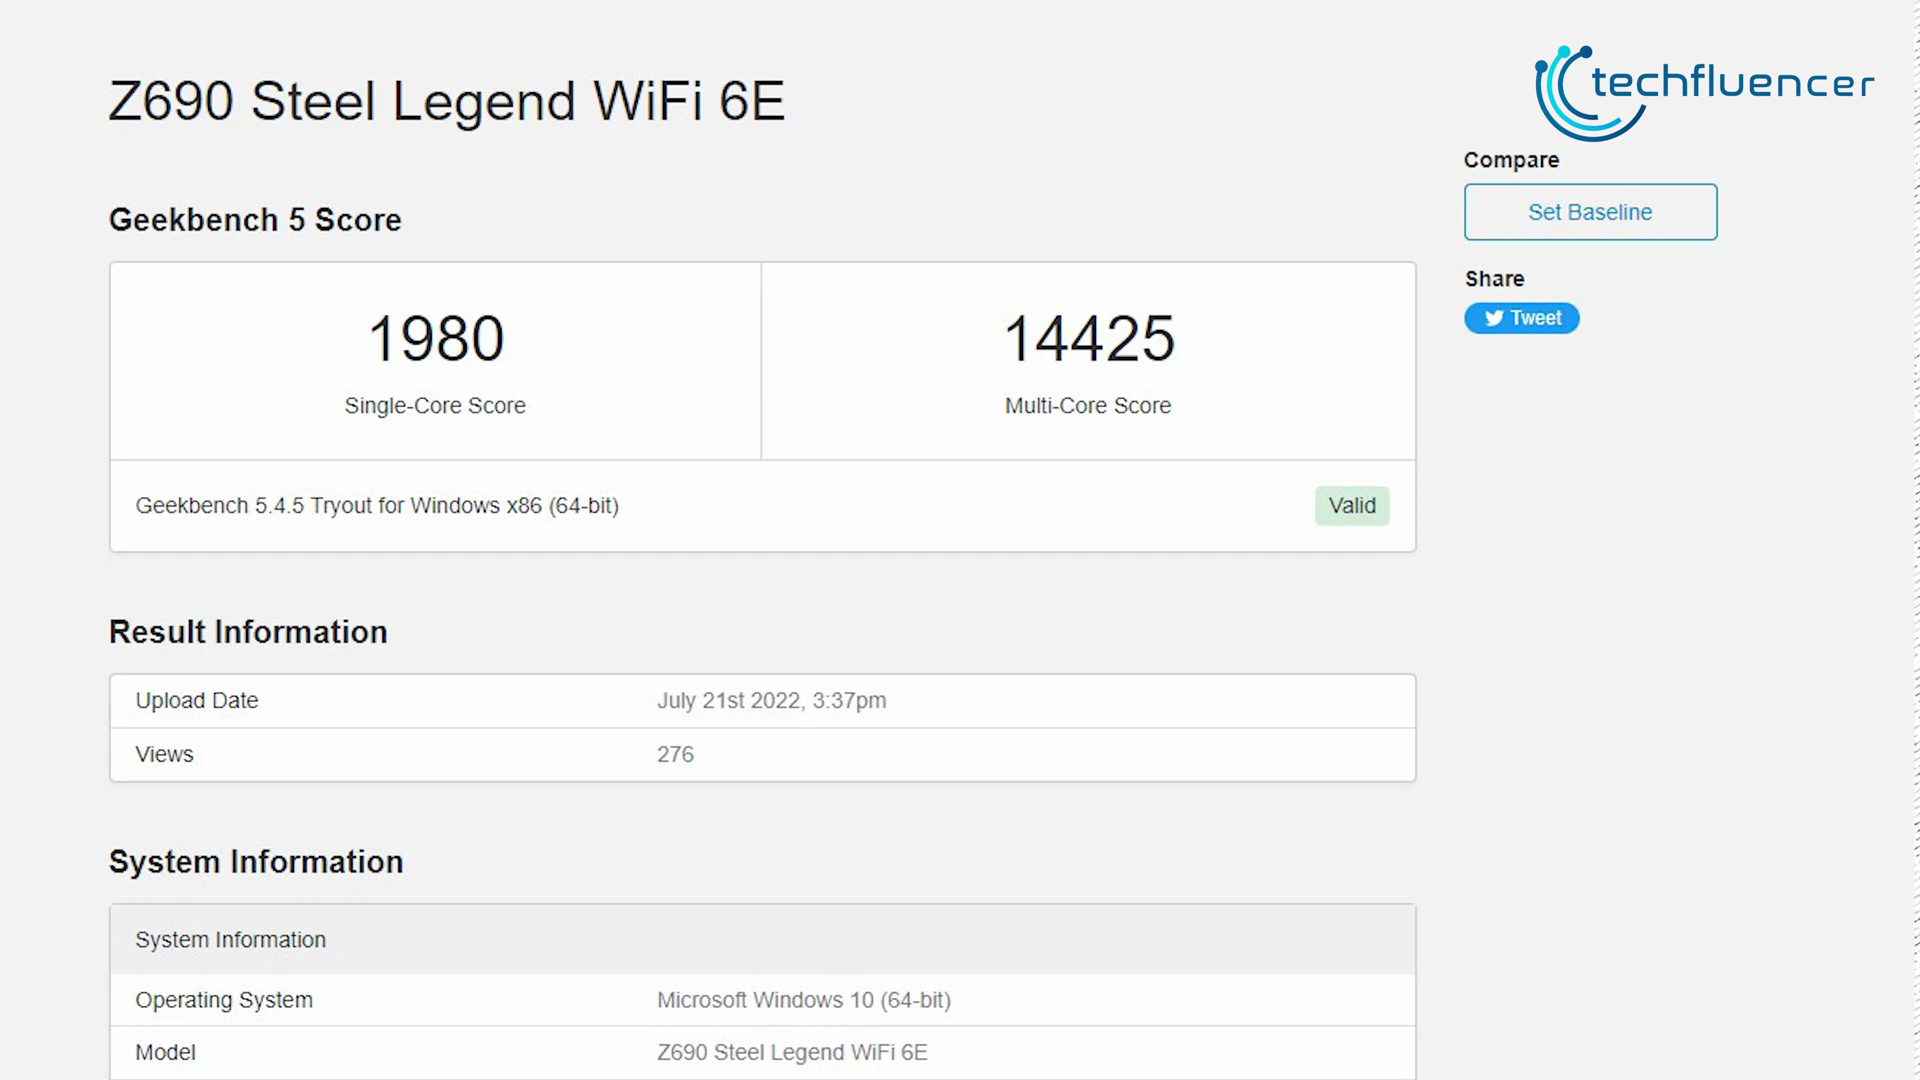 techfluencer
Z690 Steel Legend WiFi 6E
Compare
Set Baseline
Geekbench 5 Score
Share
Tweet
1980
14425
Single-Core Score
Multi-Core Score
Geekbench 5.4.5 Tryout for Windows x86 (64-bit)
Valid
Result Information
Upload Date July 21st 2022, 3:37pm
Views 276
System Information
System Information
Operating System Microsoft Windows 10 (64-bit)
Model Z690 Steel Legend WiFi 6E